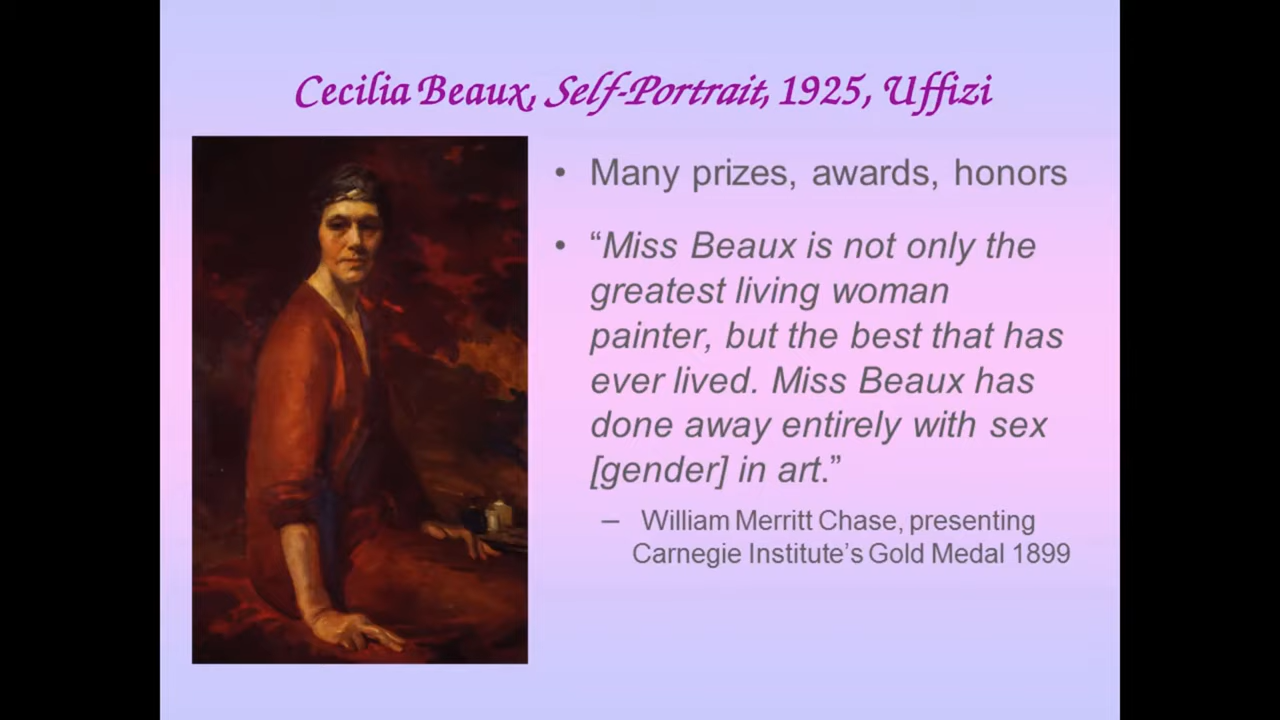 Cecilia Beaux, Self-Portrait, 1925, Uffizi
• Many prizes, awards, honors
• “Miss Beaux is not only the
greatest living woman
painter, but the best that has
ever lived. Miss Beaux has
done away entirely with sex
[gender] in art.”
– William Merritt Chase, presenting
Carnegie Institute’s Gold Medal 1899